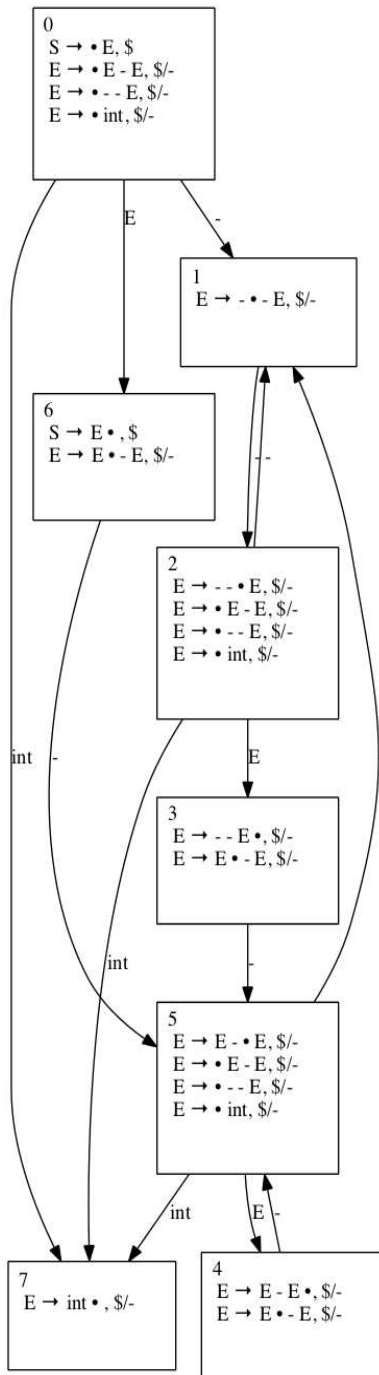 0
S → • E, $
E → • E - E, $/-
E → • - - E, $/-
E → • int, $/-
E
-
1
E → - • - E, $/-
6
S → E • , $
E → E • - E, $/-
- -
2
E → - - • E, $/-
E → • E - E, $/-
E → • - - E, $/-
E → • int, $/-
int
-
E
3
E → - - E •, $/-
E → E • - E, $/-
int
-
5
E → E - • E, $/-
E → • E - E, $/-
E → • - - E, $/-
E → • int, $/-
int
E
-
7
E → int • , $/-
4
E → E - E •, $/-
E → E • - E, $/-